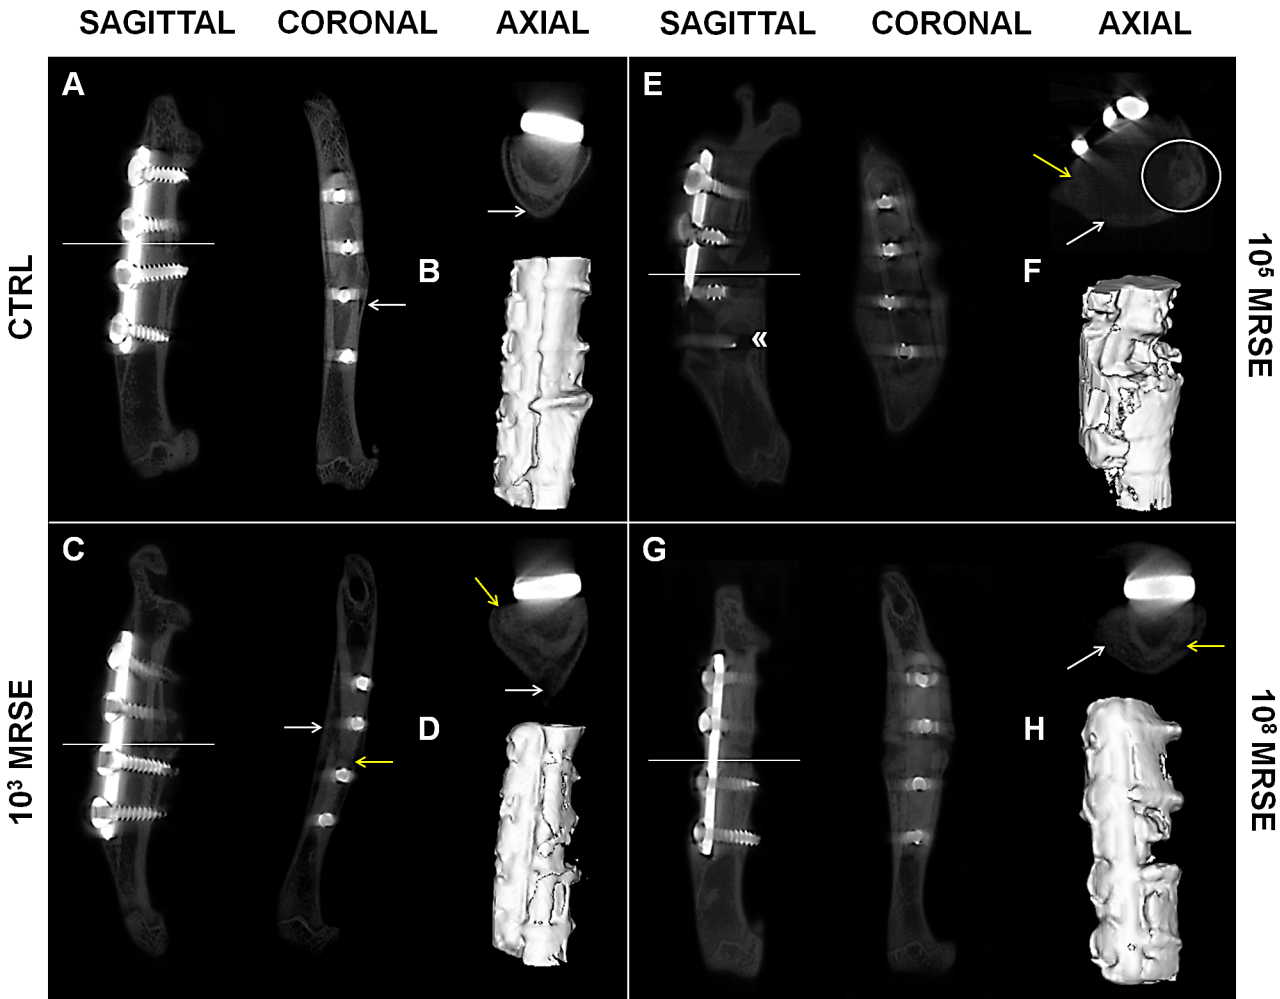 SAGITTAL CORONAL AXIAL SAGITTAL CORONAL AXIAL
A
B
CTRL
E
«
F
10⁵ MRSE
C
D
10³ MRSE
G
H
10⁸ MRSE